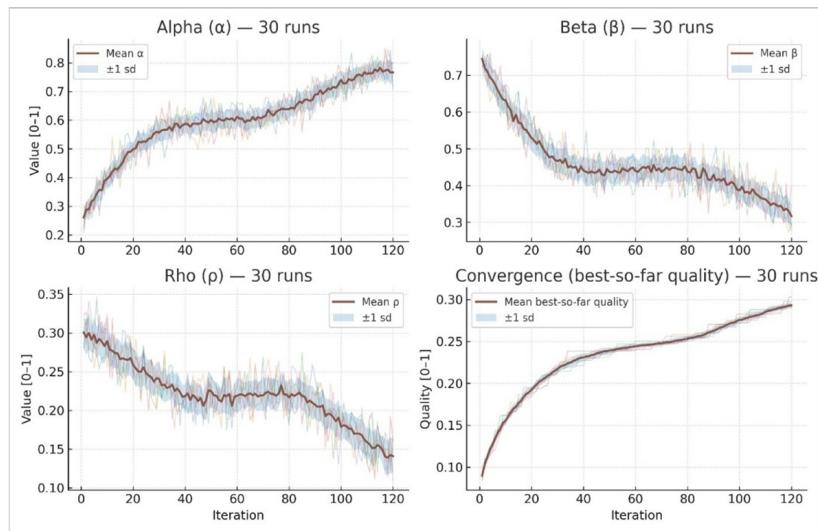 Alpha (α) — 30 runs
Mean α
±1 sd
Value [0–1]
0.8
0.7
0.6
0.5
0.4
0.3
0.2
0 20 40 60 80 100 120
Beta (β) — 30 runs
Mean β
±1 sd
0.7
0.6
0.5
0.4
0.3
0 20 40 60 80 100 120
Rho (ρ) — 30 runs
Mean ρ
±1 sd
Value [0–1]
0.35
0.30
0.25
0.20
0.15
0.10
0 20 40 60 80 100 120
Iteration
Convergence (best-so-far quality) — 30 runs
Mean best-so-far quality
±1 sd
Quality [0–1]
0.30
0.25
0.20
0.15
0.10
0 20 40 60 80 100 120
Iteration